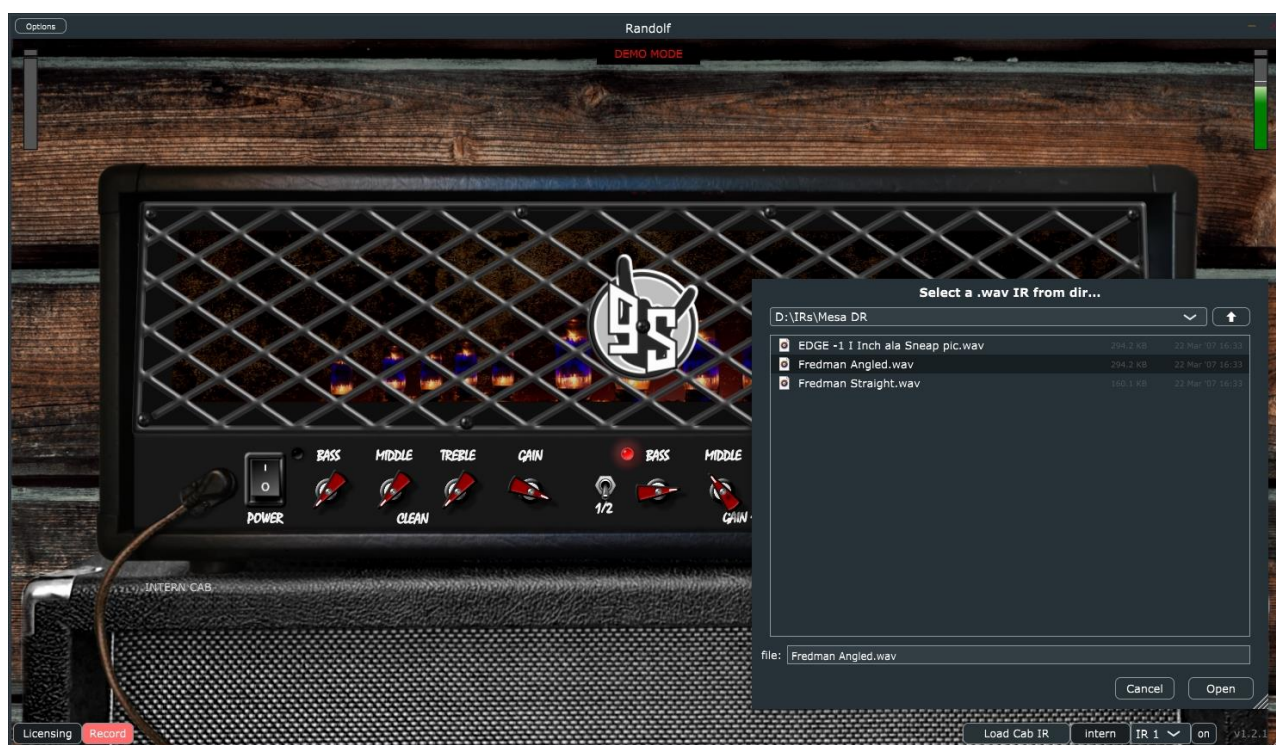 Options
Randolf
DEMO MODE
gs
Select a .wav IR from dir...
D:\IRs\Mesa DR
EDGE -1 I Inch ala Sneap pic.wav 294.2 KB 22 Mar '07 16:33
Fredman Angled.wav 294.2 KB 22 Mar '07 16:33
Fredman Straight.wav 160.1 KB 22 Mar '07 16:33
BASS MIDDLE TREBLE GAIN BASS MIDDLE
I
O
1/2
POWER CLEAN GAIN
INTERN CAB
file: Fredman Angled.wav
Cancel Open
Licensing Record Load Cab IR intern IR 1 on v1.2.1